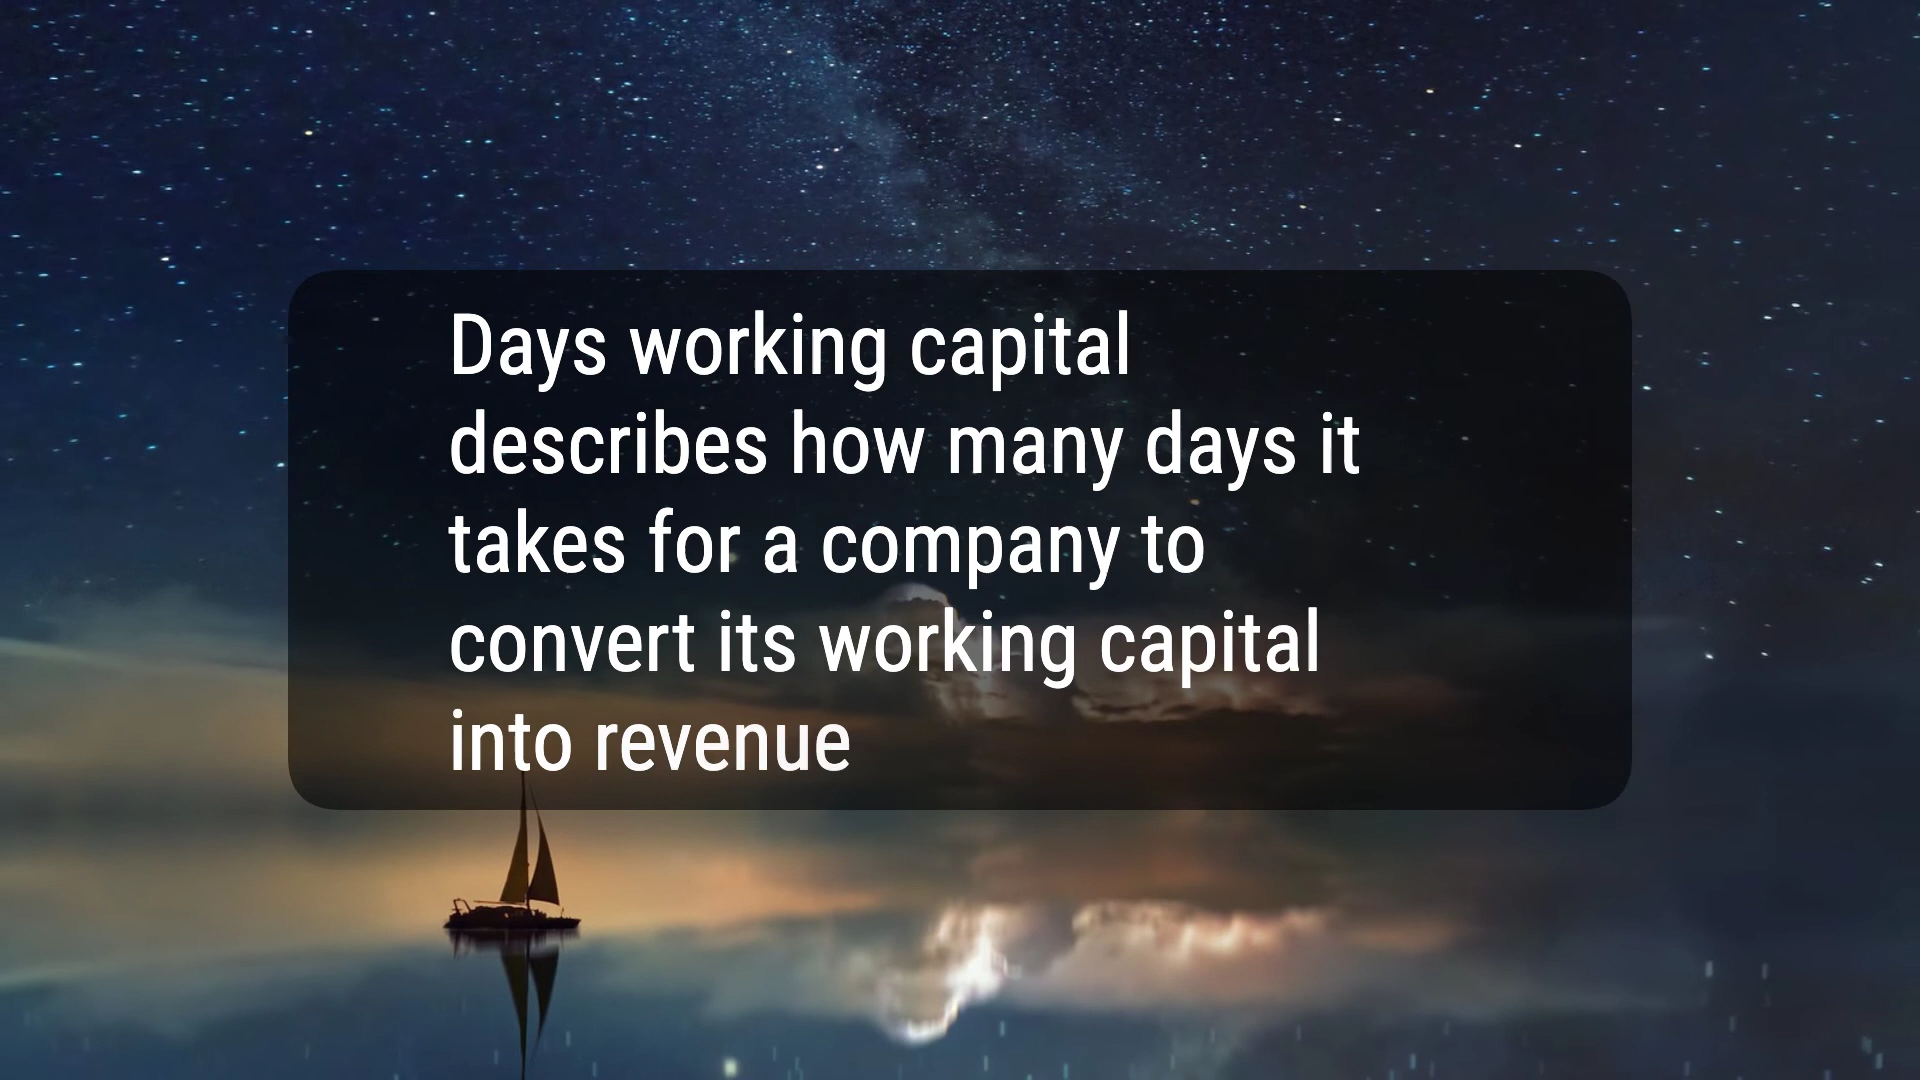 Days working capital
describes how many days it
takes for a company to
convert its working capital
into revenue